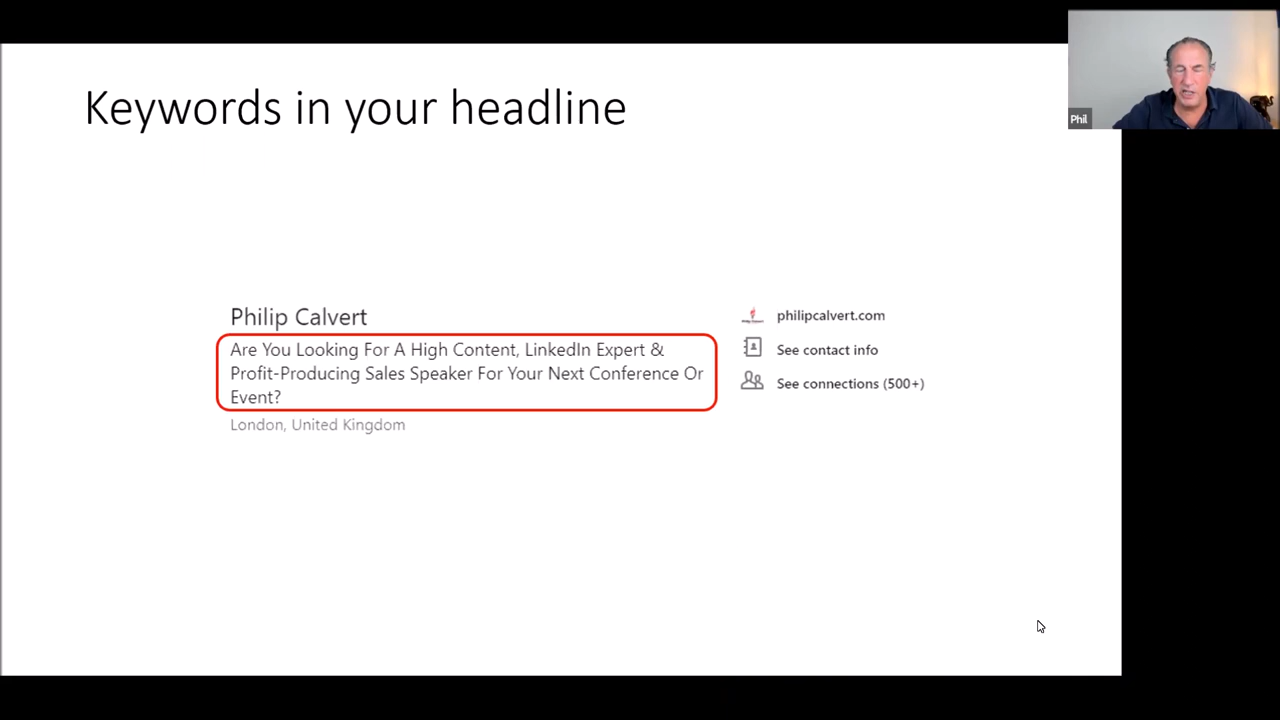 Keywords in your headline
Phil
Philip Calvert
Are You Looking For A High Content, LinkedIn Expert &
Profit-Producing Sales Speaker For Your Next Conference Or
Event?
London, United Kingdom
philipcalvert.com
See contact info
See connections (500+)